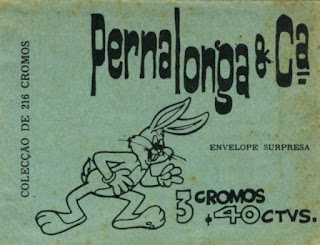 Pernalonga & Cª
COLECÇÃO DE 216 CROMOS
ENVELOPE SURPRESA
3 CROMOS
$40 CTVS.